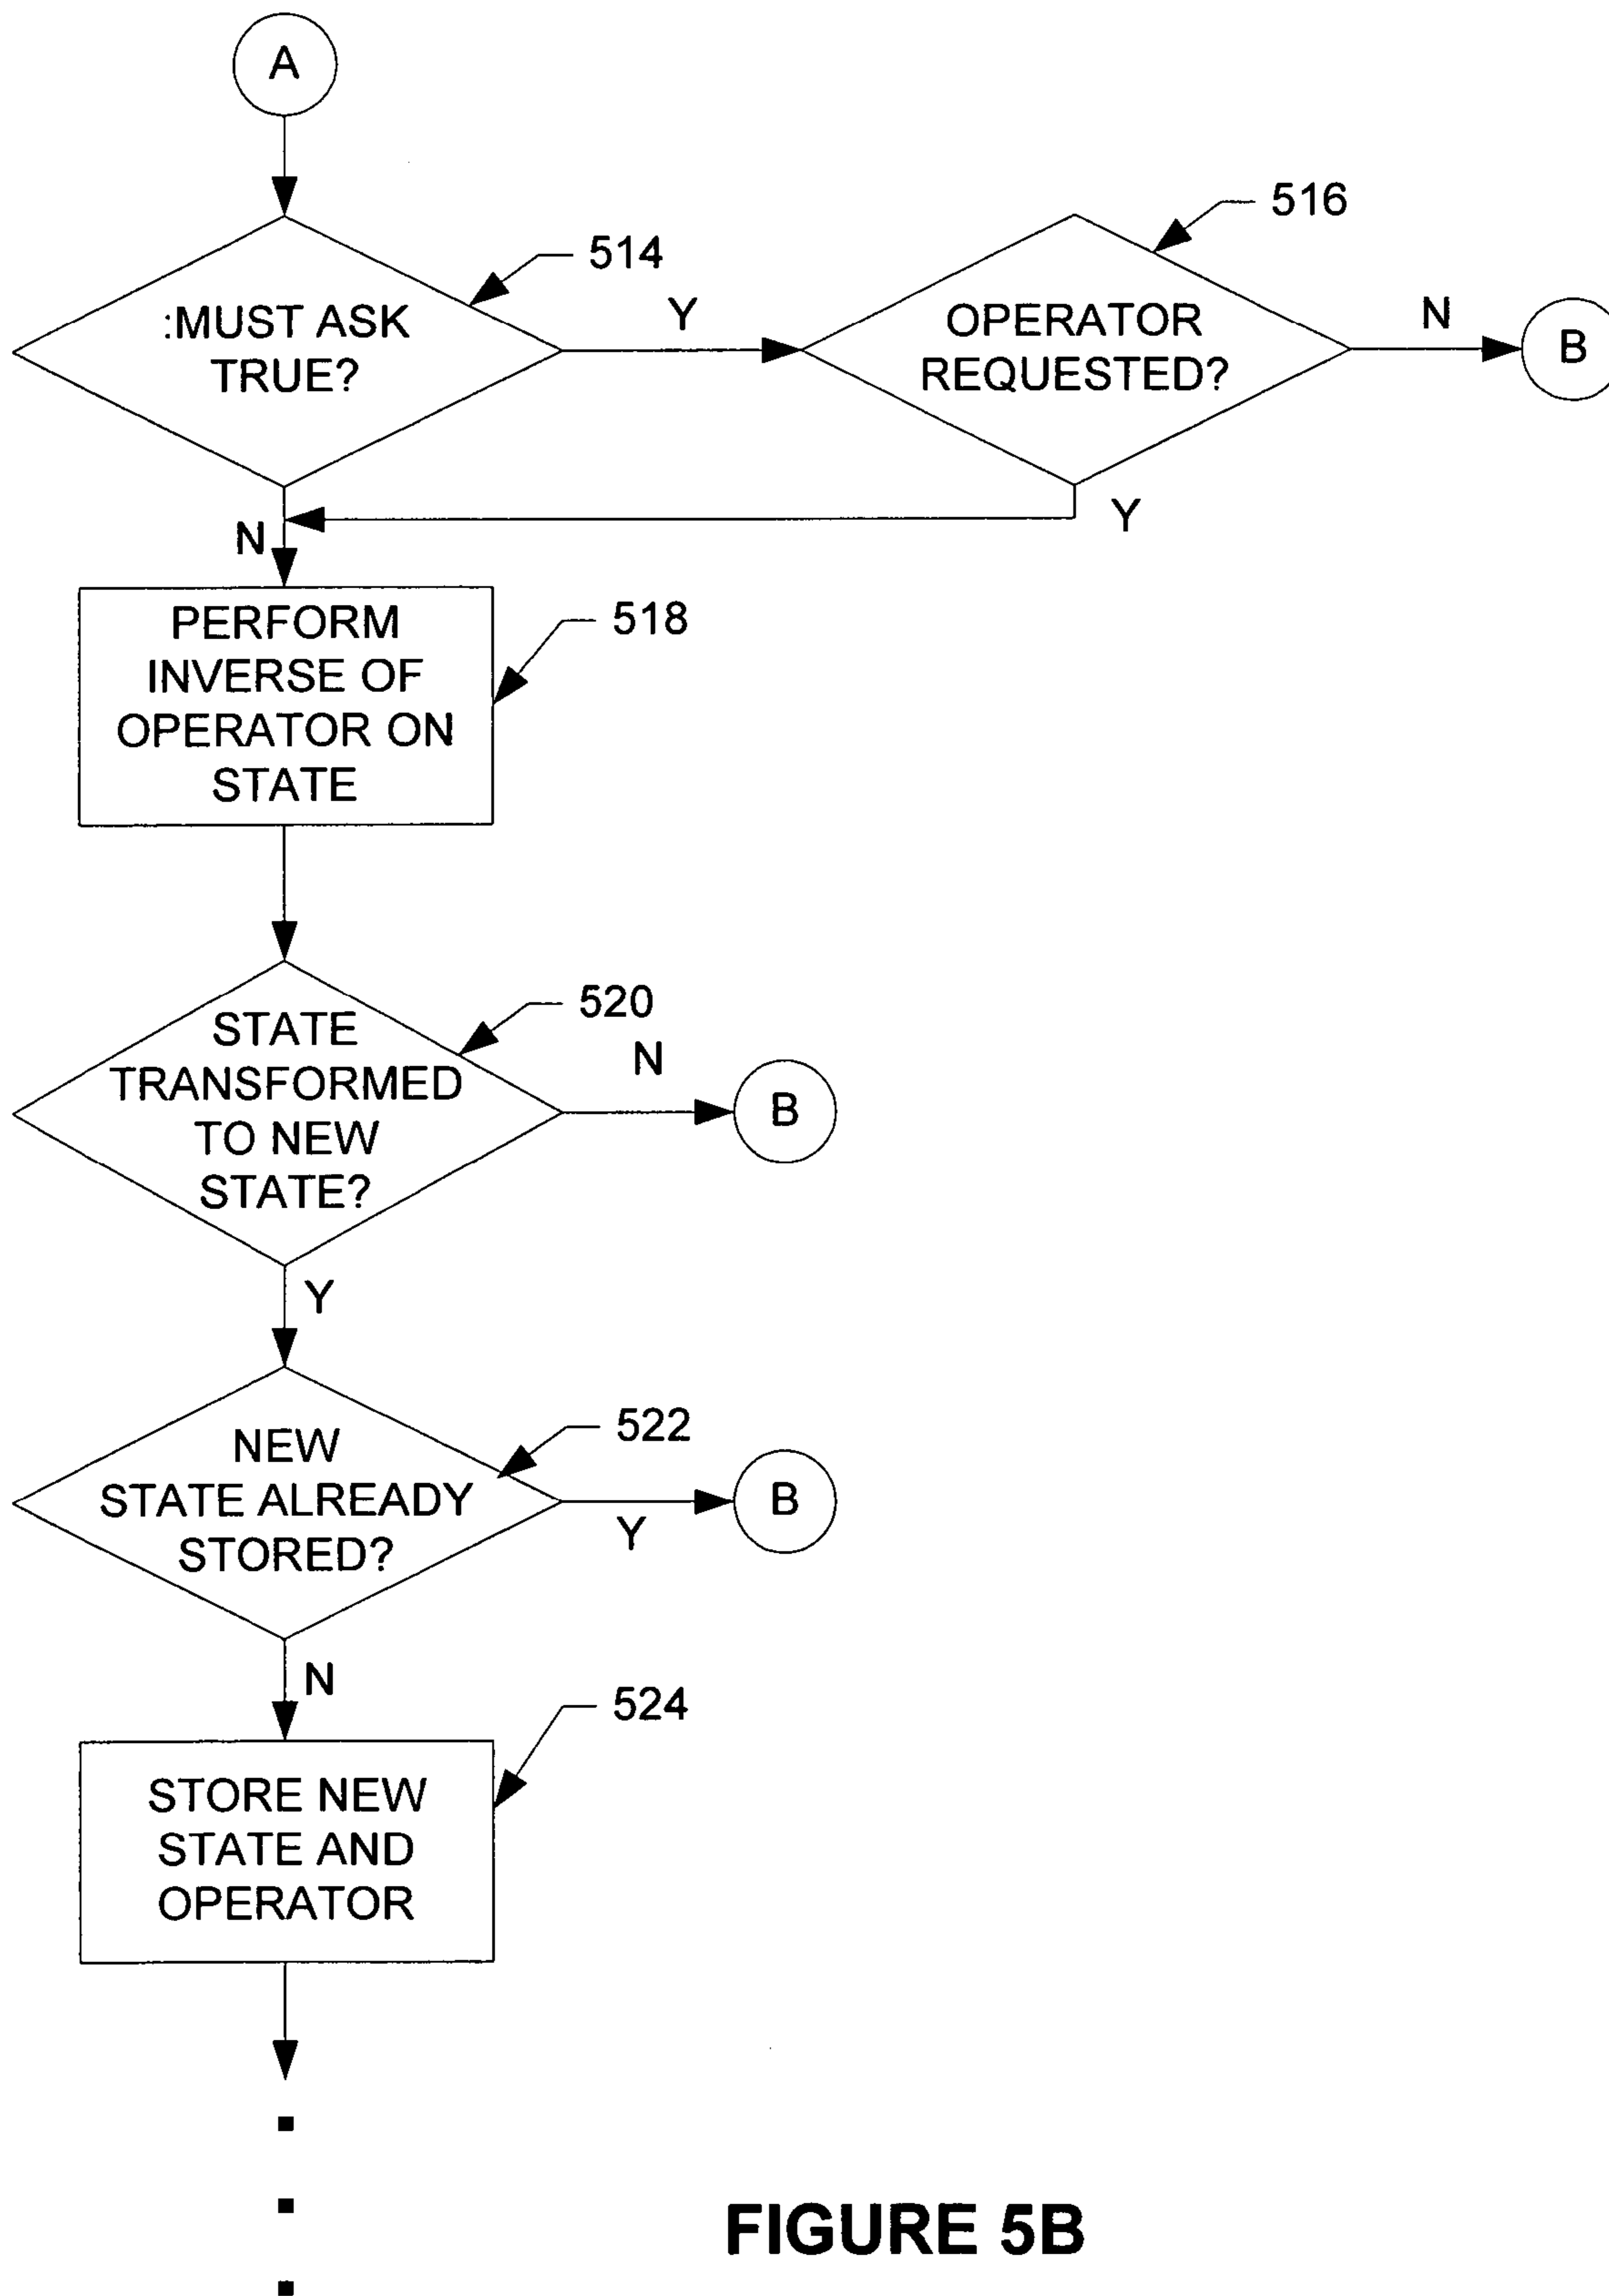 A
514
:MUST ASK
TRUE?
Y
516
OPERATOR
REQUESTED?
N
B
N
Y
518
PERFORM
INVERSE OF
OPERATOR ON
STATE
520
STATE
TRANSFORMED
TO NEW
STATE?
N
B
Y
522
NEW
STATE ALREADY
STORED?
Y
B
N
524
STORE NEW
STATE AND
OPERATOR
FIGURE 5B